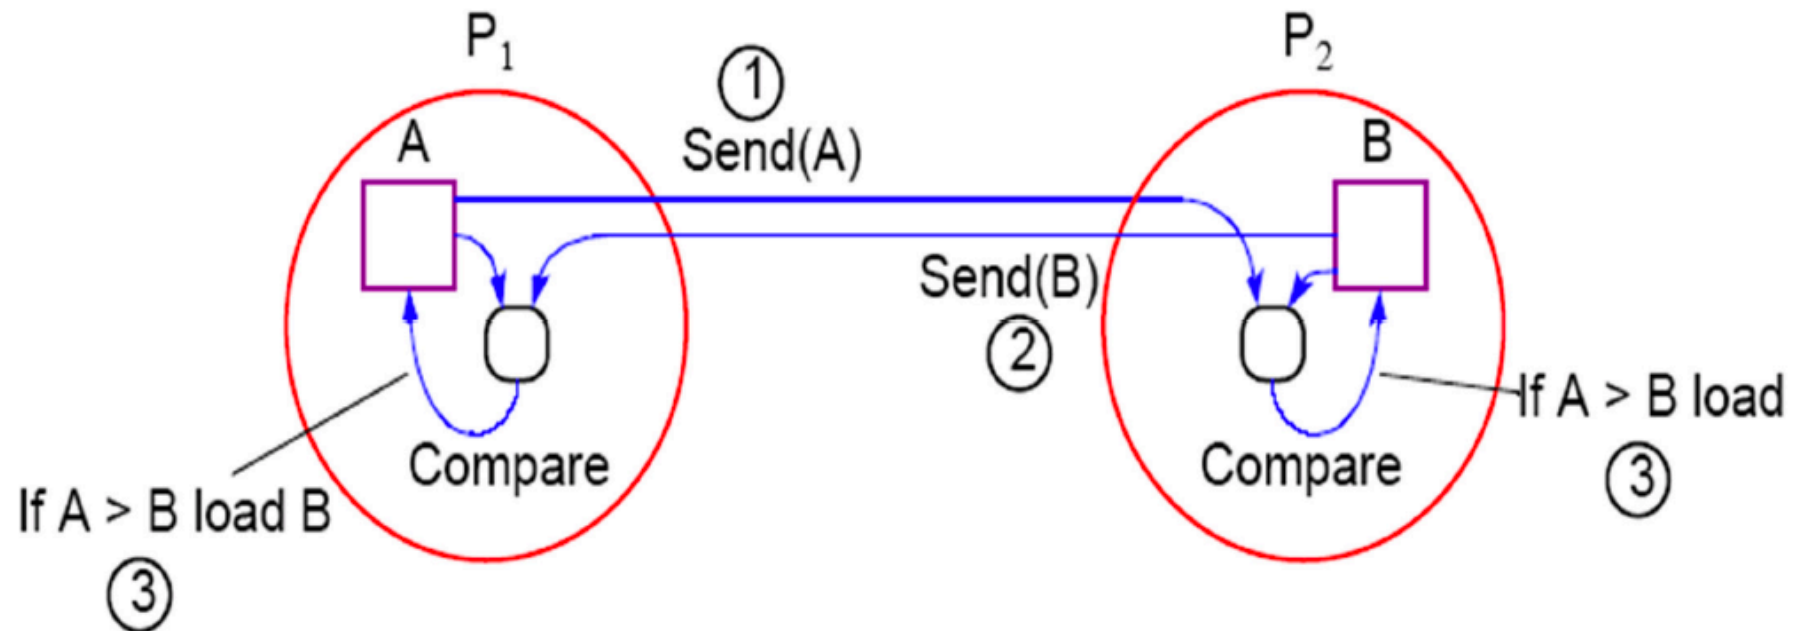 P1
P2
①
Send(A)
A
B
Send(B)
②
If A > B load
③
Compare
Compare
If A > B load B
③